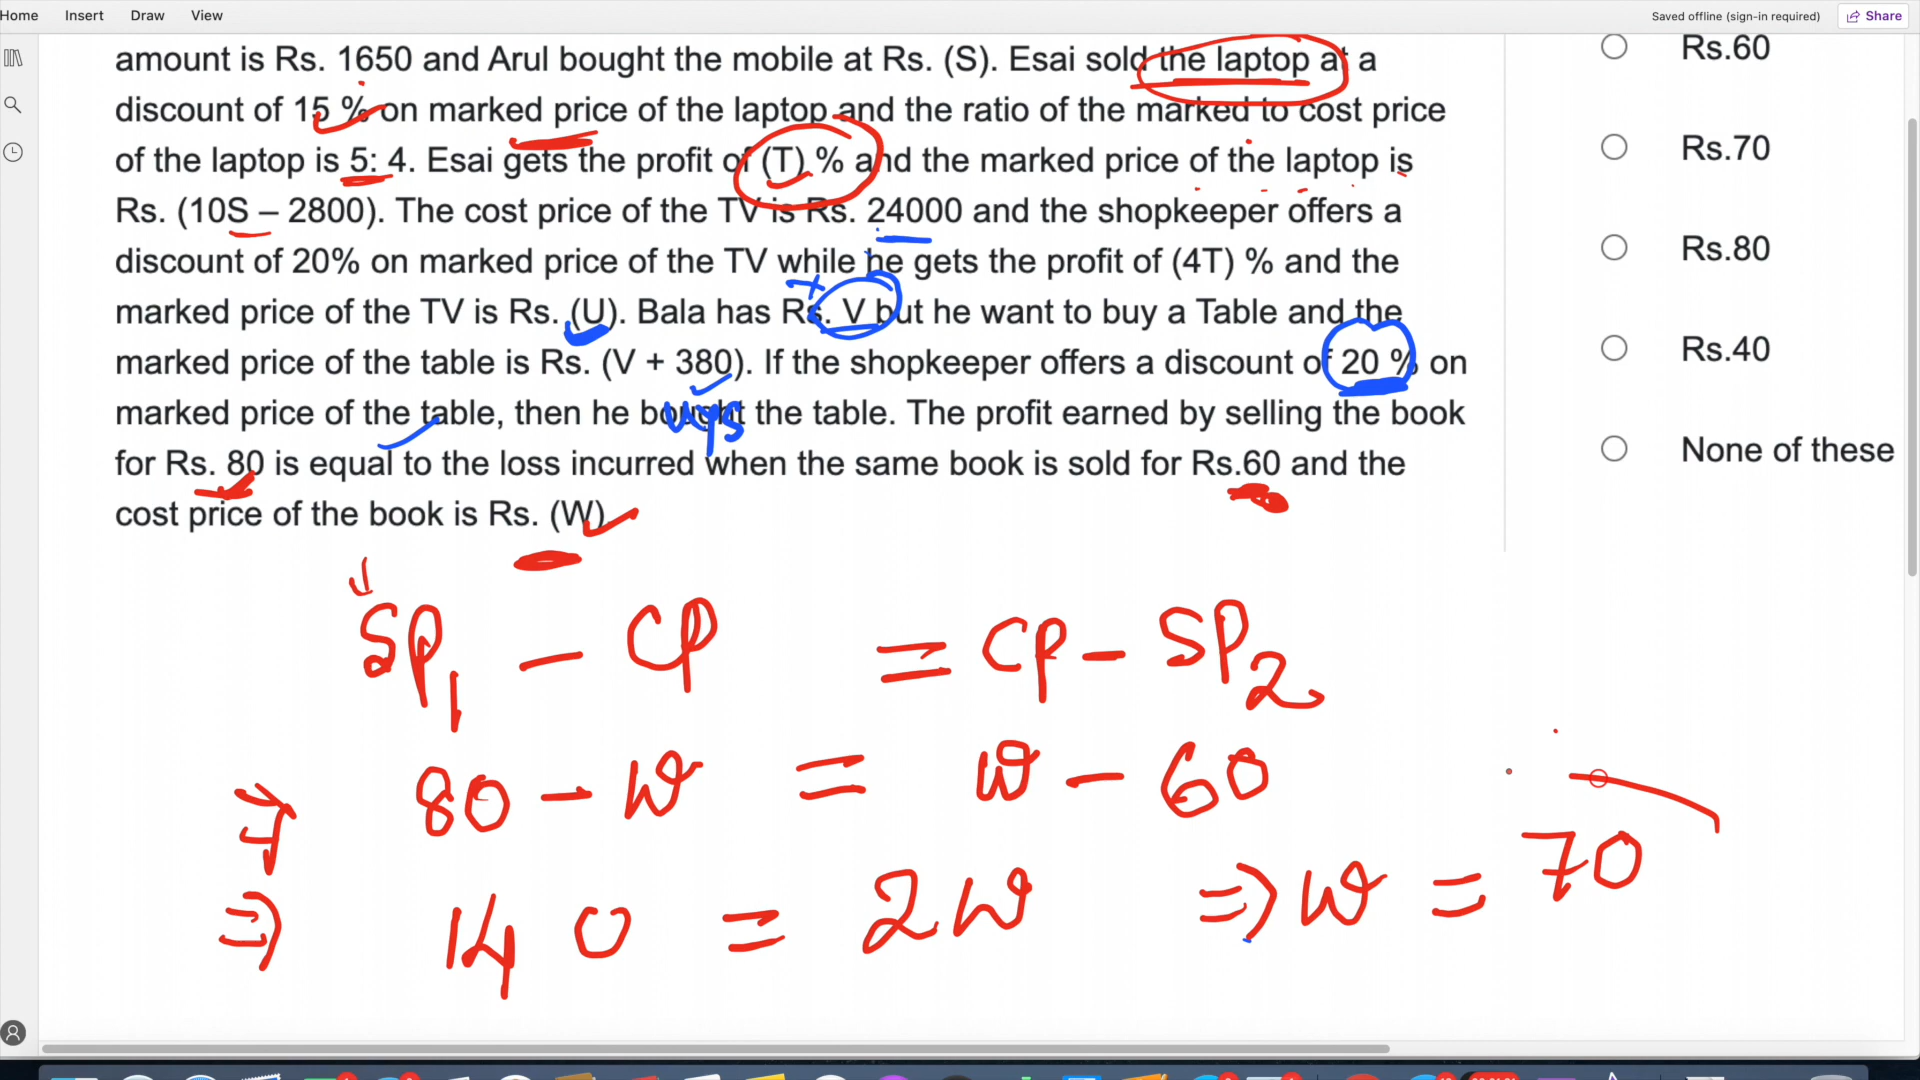 Home Insert Draw View Saved offline (sign-in required) Share
amount is Rs. 1650 and Arul bought the mobile at Rs. (S). Esai sold the laptop at a
discount of 15 % on marked price of the laptop and the ratio of the marked to cost price
of the laptop is 5: 4. Esai gets the profit of (T) % and the marked price of the laptop is
Rs. (10S – 2800). The cost price of the TV is Rs. 24000 and the shopkeeper offers a
discount of 20% on marked price of the TV while he gets the profit of (4T) % and the
marked price of the TV is Rs. (U). Bala has Rs. V but he want to buy a Table and the
marked price of the table is Rs. (V + 380). If the shopkeeper offers a discount of 20 % on
marked price of the table, then he bought the table. The profit earned by selling the book
for Rs. 80 is equal to the loss incurred when the same book is sold for Rs.60 and the
cost price of the book is Rs. (W)
Rs.60
Rs.70
Rs.80
Rs.40
None of these
SP1 – CP = CP – SP2
⇒ 80 – W = W – 60
⇒ 140 = 2W ⇒ W = 70